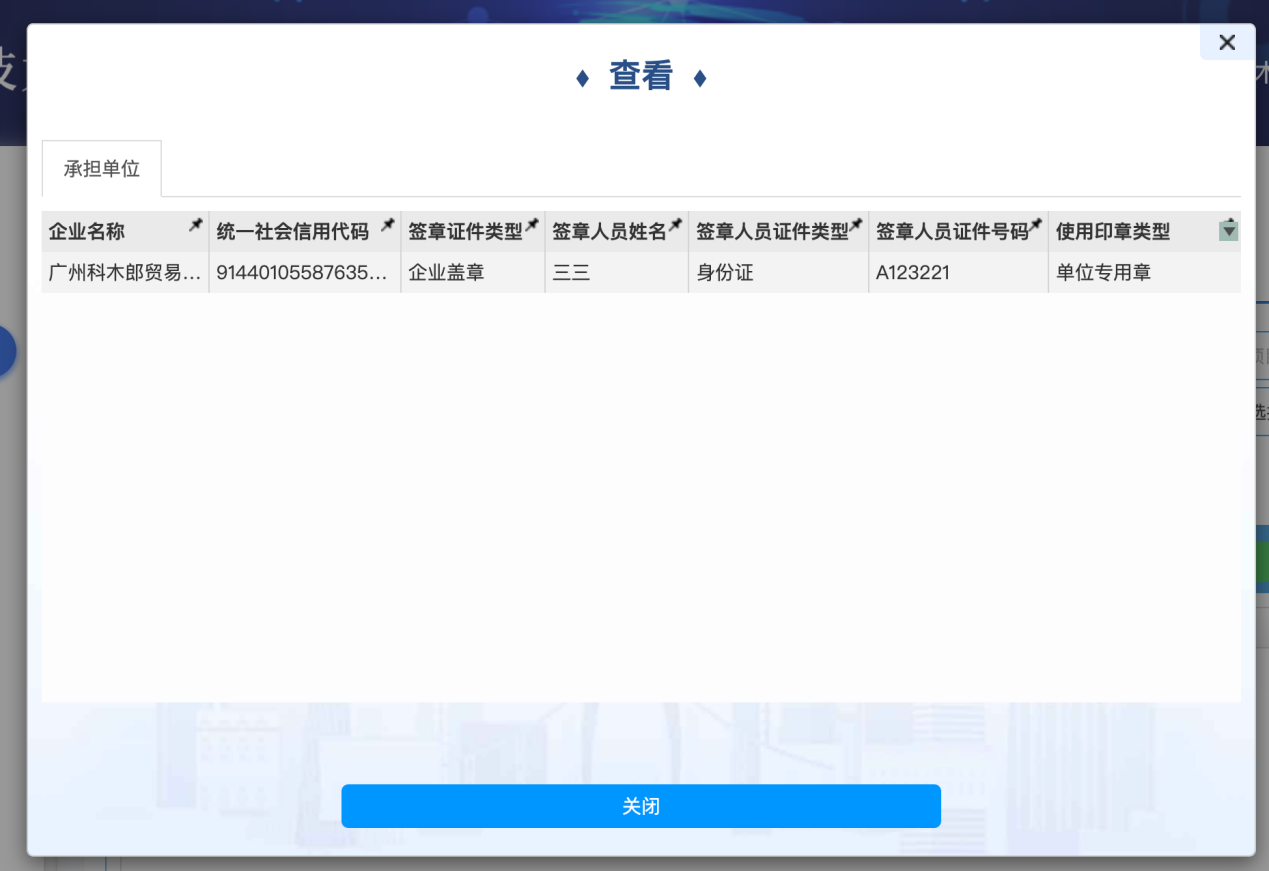 查看
承担单位
企业名称 统一社会信用代码 签章证件类型 签章人员姓名 签章人员证件类型 签章人员证件号码 使用印章类型
广州科木郎贸易... 91440105587635... 企业盖章 三三 身份证 A123221 单位专用章
关闭